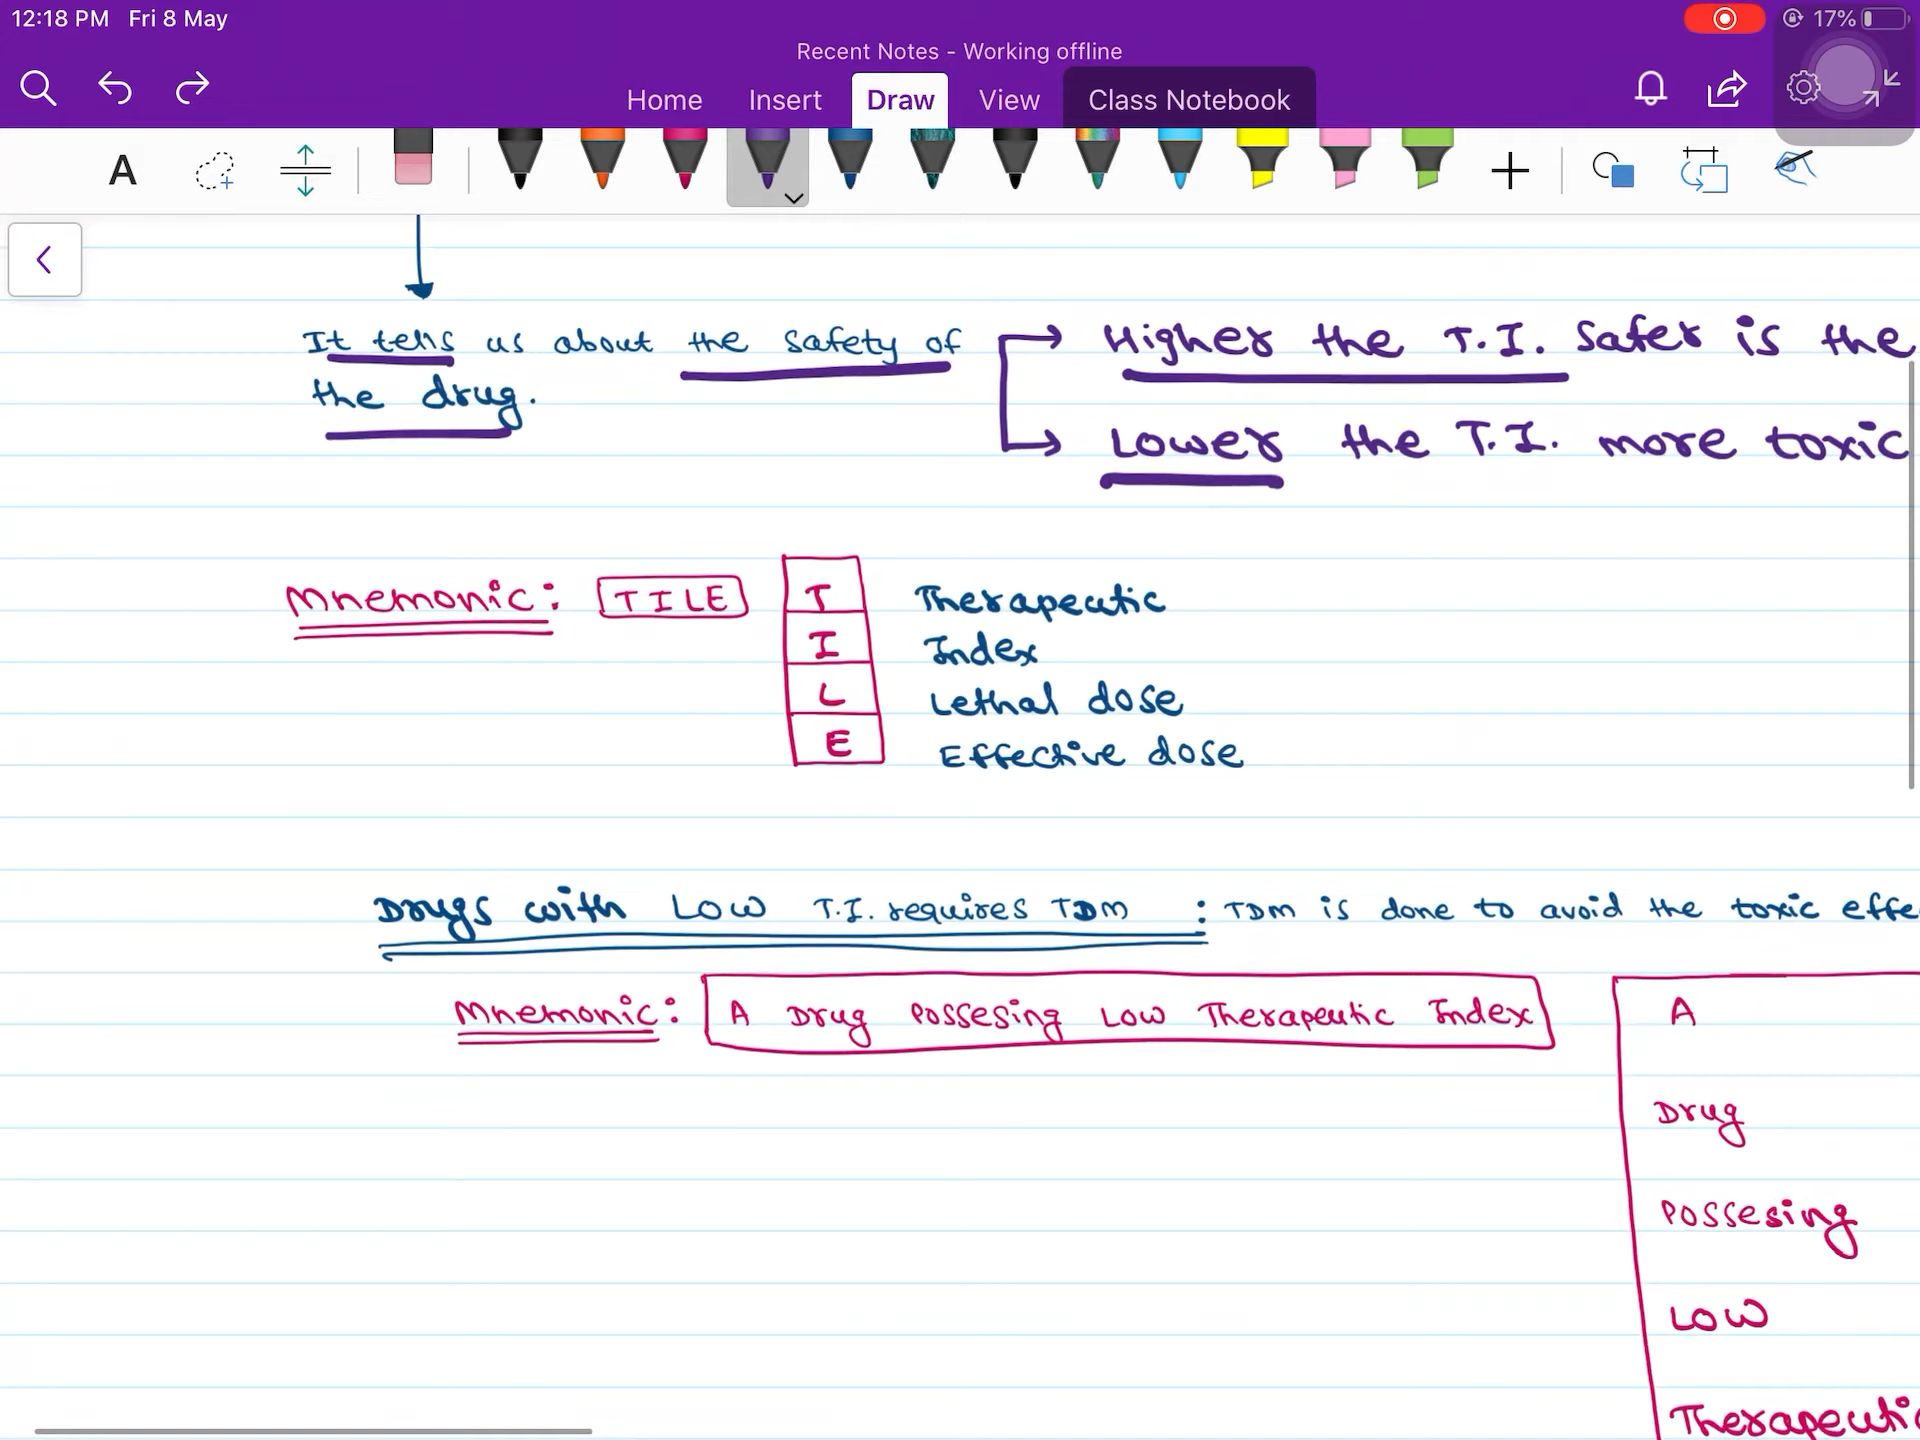 12:18 PM Fri 8 May
17%
Recent Notes - Working offline
Home Insert Draw View Class Notebook
A
It tells us about the safety of
the drug.
Higher the T.I. Safer is the
Lower the T.I. more toxic
Mnemonic: TILE
T Therapeutic
I Index
L Lethal dose
E Effective dose
Drugs with LOW T.I. requires TDM : TDM is done to avoid the toxic effe
Mnemonic: A Drug Possesing Low Therapeutic Index
A
Drug
Possesing
LOW
Therapeutic